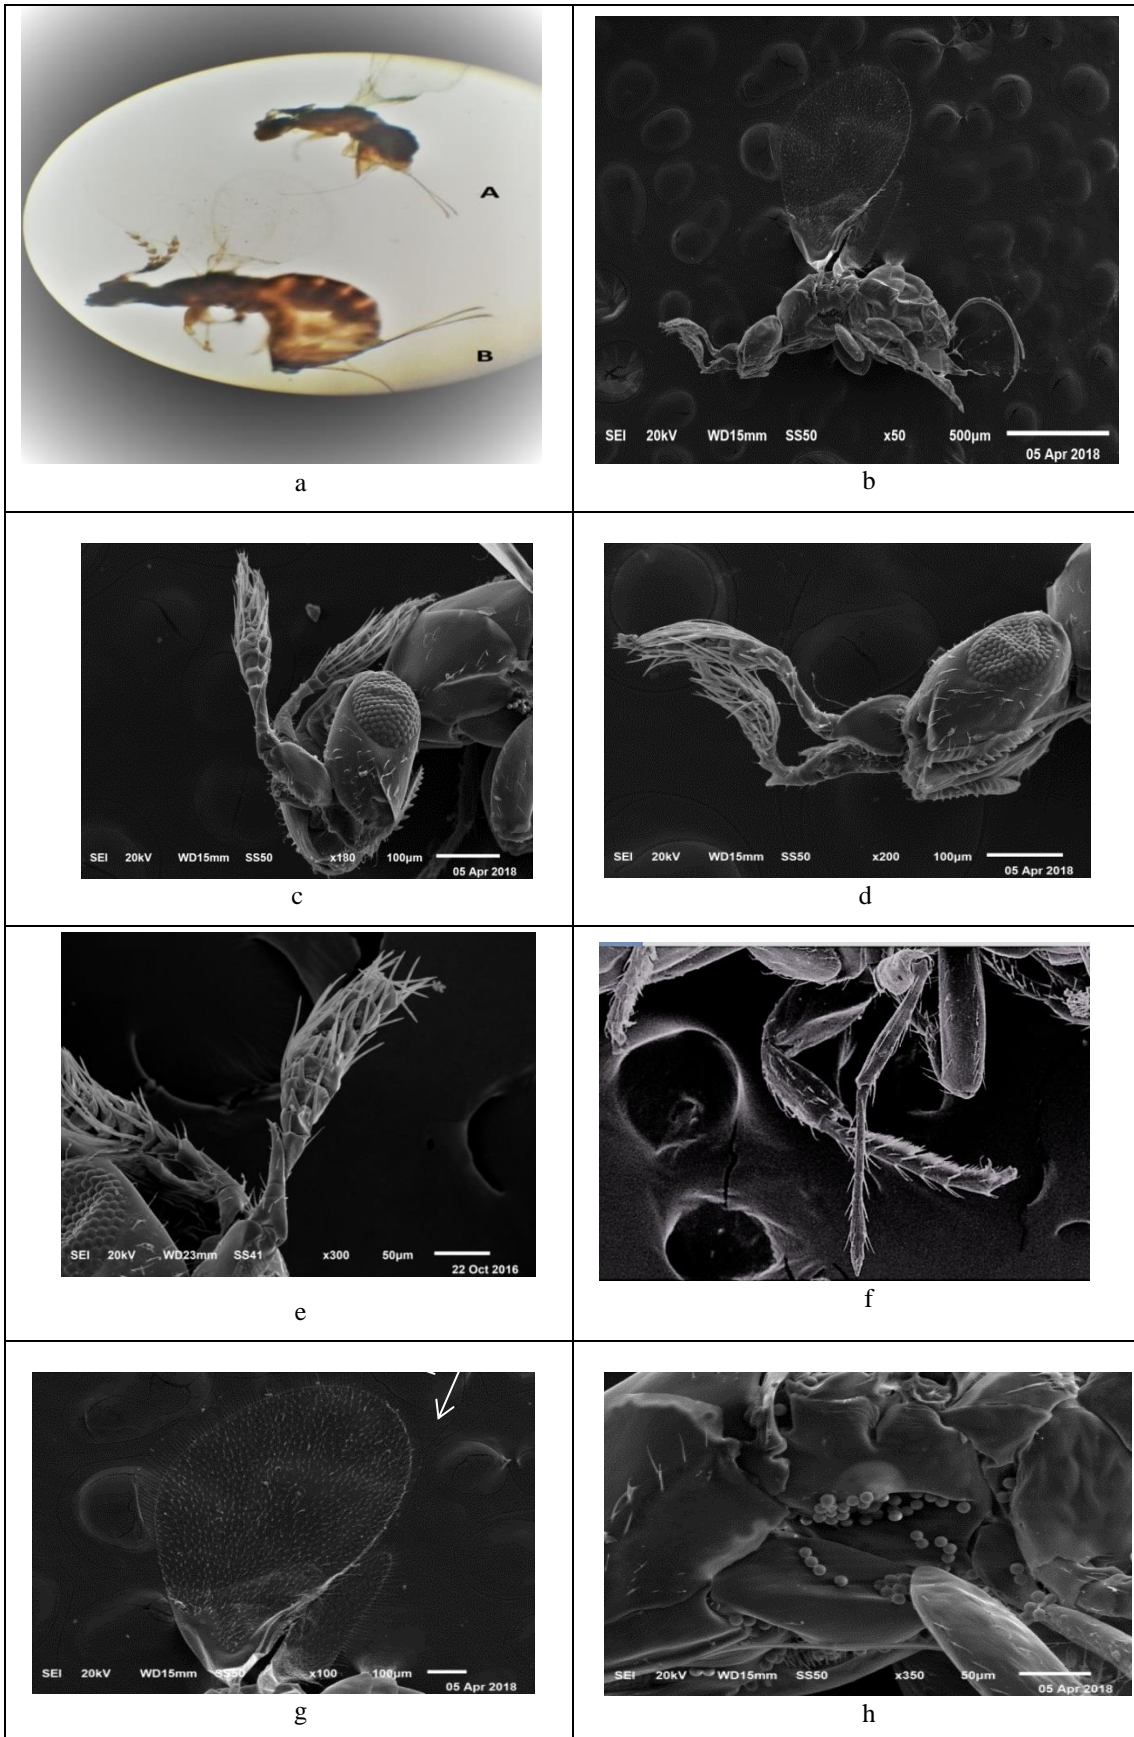 A
B
a
SEI 20kV WD15mm SS50 x50 500µm
05 Apr 2018
b
SEI 20kV WD15mm SS50 x180 100µm
05 Apr 2018
c
SEI 20kV WD15mm SS50 x200 100µm
05 Apr 2018
d
SEI 20kV WD23mm SS41 x300 50µm
22 Oct 2016
e
f
SEI 20kV WD15mm SS50 x100 100µm
05 Apr 2018
g
SEI 20kV WD15mm SS50 x350 50µm
05 Apr 2018
h